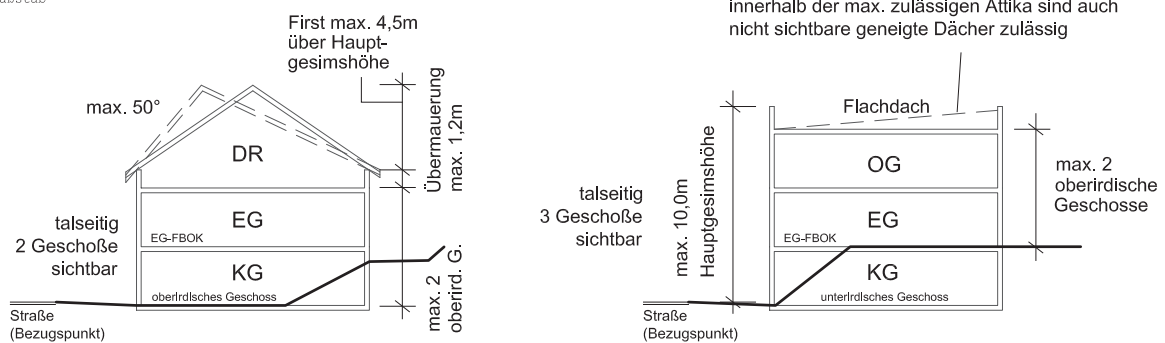 innerhalb der max. zulässigen Attika sind auch
nicht sichtbare geneigte Dächer zulässig
First max. 4,5m
über Haupt-
gesimshöhe
max. 50°
DR
EG
EG-FBOK
KG
oberirdisches Geschoss
talseitig
2 Geschoße
sichtbar
Straße
(Bezugspunkt)
Übermauerung
max. 1,2m
max. 2
oberird. G.
Flachdach
OG
EG
EG-FBOK
KG
unterirdisches Geschoss
talseitig
3 Geschoße
sichtbar
max. 10,0m
Hauptgesimshöhe
max. 2
oberirdische
Geschosse
Straße
(Bezugspunkt)